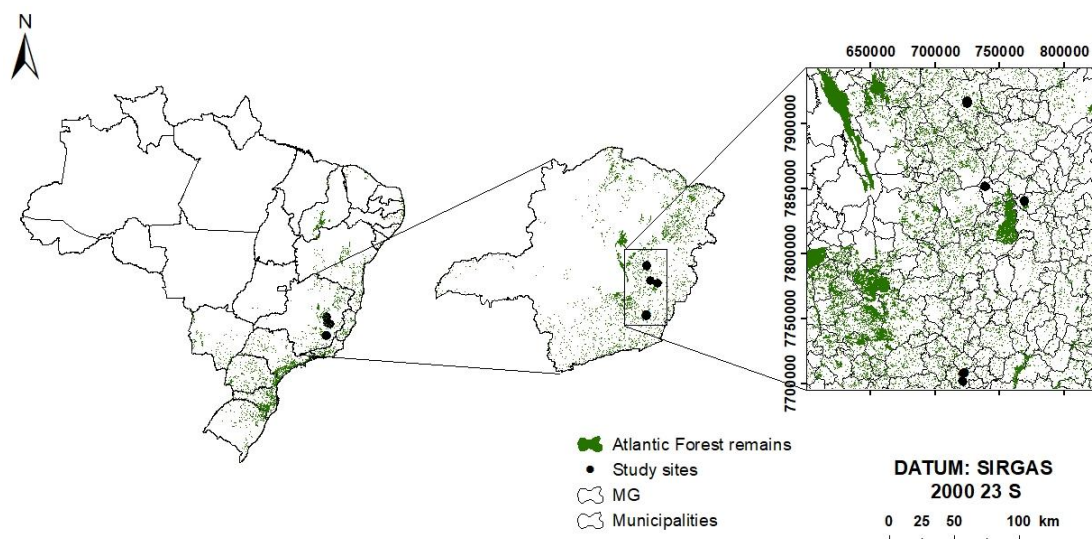 N
650000 700000 750000 800000
7900000
7850000
7800000
7750000
7700000
Atlantic Forest remains
Study sites
MG
Municipalities
DATUM: SIRGAS
2000 23 S
0 25 50 100 km